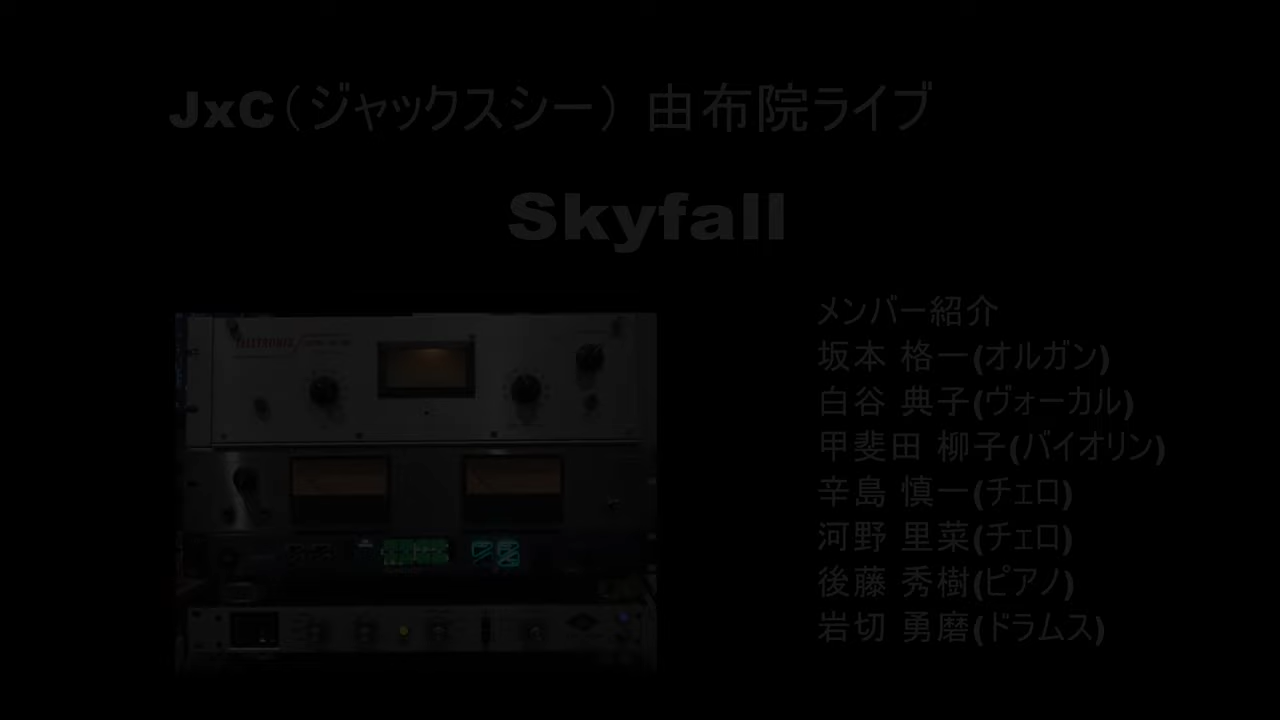 JxC（ジャックスシー） 由布院ライブ
Skyfall
メンバー紹介
坂本 格一(オルガン)
白谷 典子(ヴォーカル)
甲斐田 柳子(バイオリン)
辛島 慎一(チェロ)
河野 里菜(チェロ)
後藤 秀樹(ピアノ)
岩切 勇磨(ドラムス)
TELETRONIX